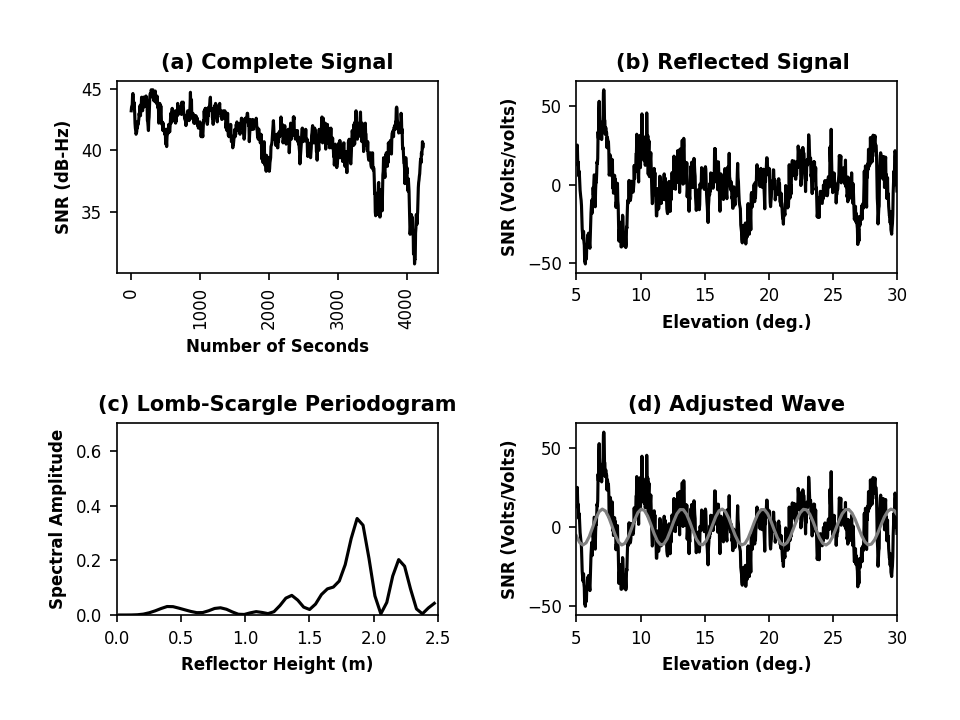 (a) Complete Signal
45
40
35
SNR (dB-Hz)
0
1000
2000
3000
4000
Number of Seconds
(b) Reflected Signal
50
0
−50
SNR (Volts/volts)
5 10 15 20 25 30
Elevation (deg.)
(c) Lomb-Scargle Periodogram
0.6
0.4
0.2
0.0
Spectral Amplitude
0.0 0.5 1.0 1.5 2.0 2.5
Reflector Height (m)
(d) Adjusted Wave
50
0
−50
SNR (Volts/Volts)
5 10 15 20 25 30
Elevation (deg.)